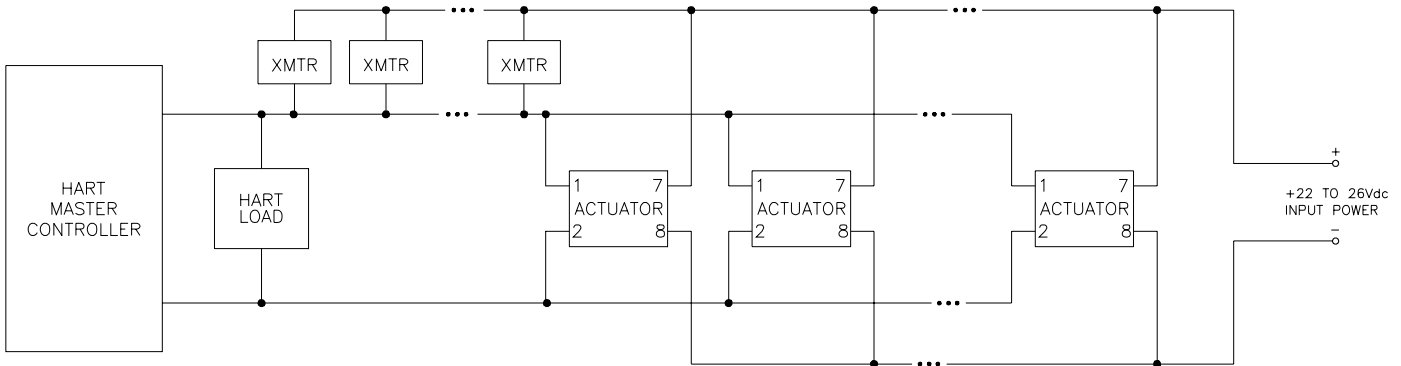 XMTR
XMTR
XMTR
HART
MASTER
CONTROLLER
HART
LOAD
1 7
ACTUATOR
2 8
1 7
ACTUATOR
2 8
1 7
ACTUATOR
2 8
+
+22 TO 26Vdc
INPUT POWER
−